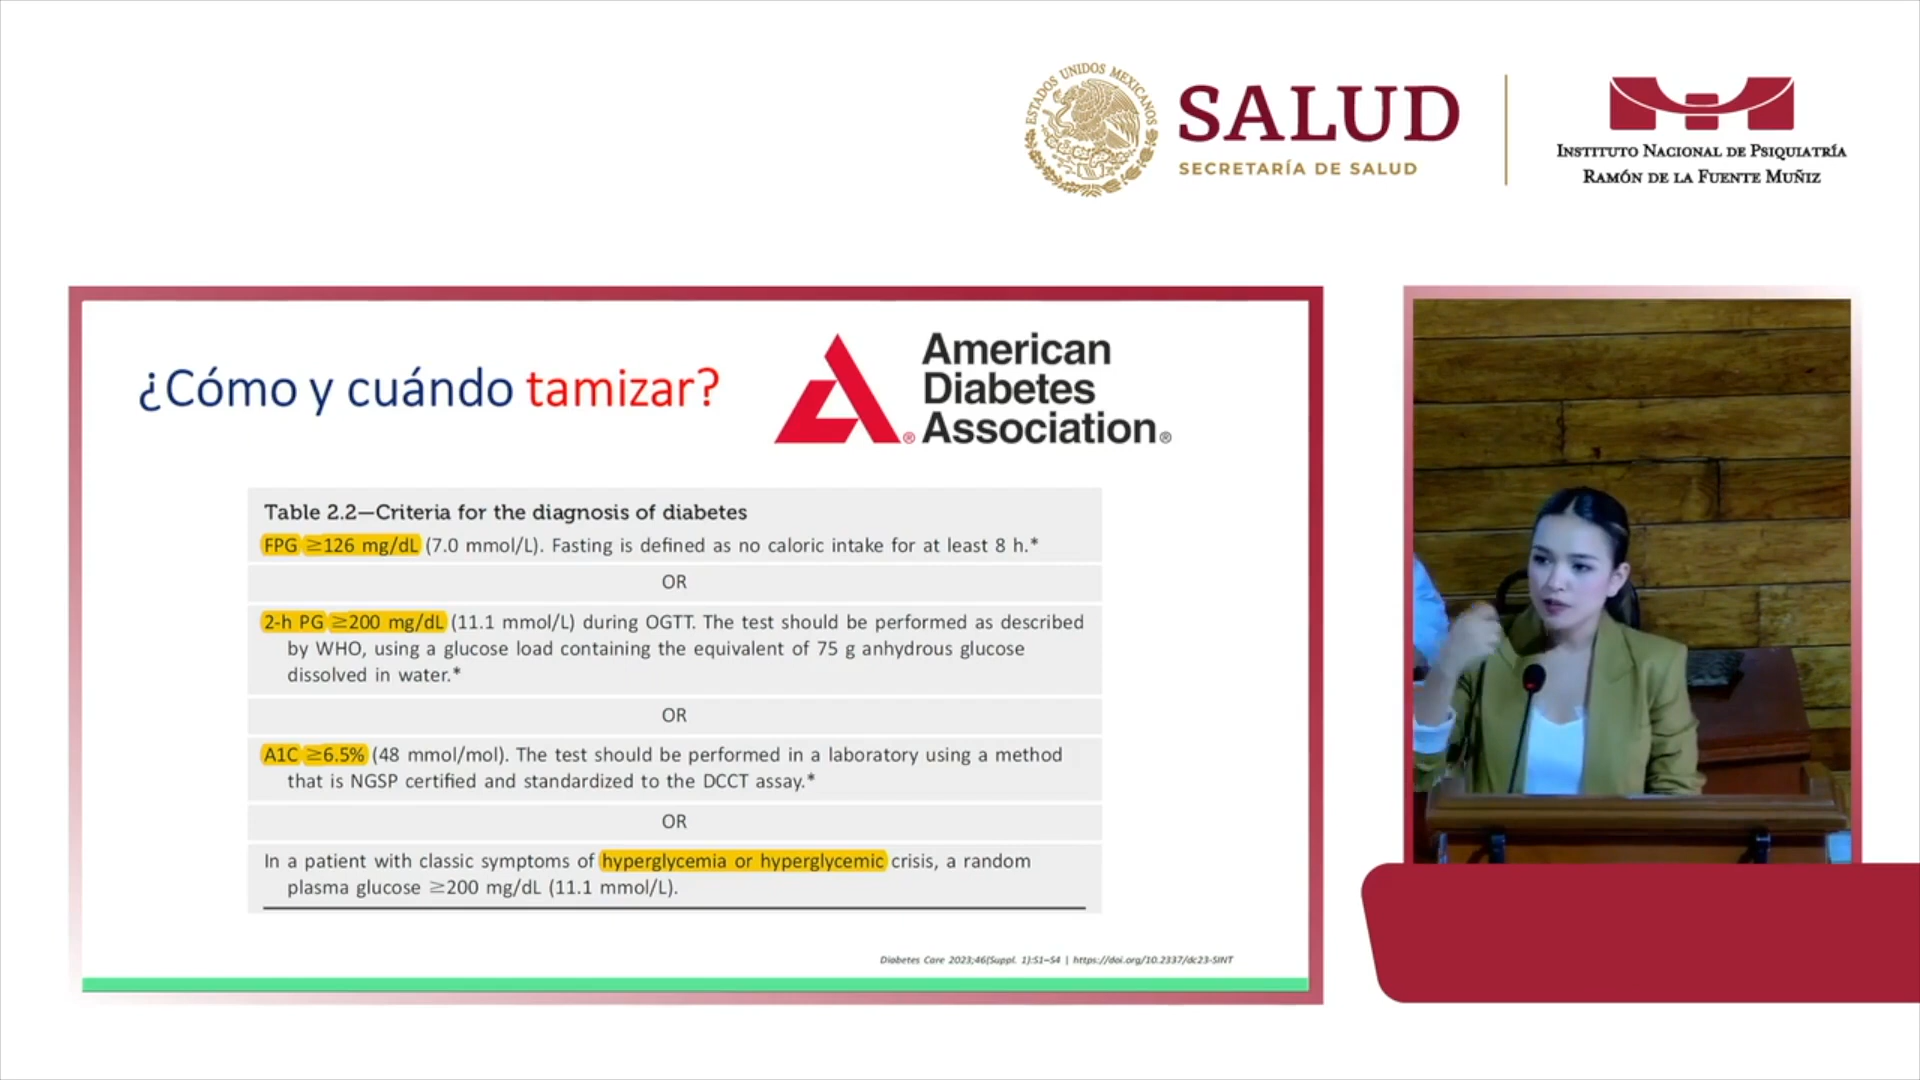 ESTADOS UNIDOS MEXICANOS
SALUD
SECRETARÍA DE SALUD
INSTITUTO NACIONAL DE PSIQUIATRÍA
RAMÓN DE LA FUENTE MUÑIZ
¿Cómo y cuándo tamizar?
American
Diabetes
Association®
Table 2.2—Criteria for the diagnosis of diabetes
FPG ≥126 mg/dL (7.0 mmol/L). Fasting is defined as no caloric intake for at least 8 h.*
OR
2-h PG ≥200 mg/dL (11.1 mmol/L) during OGTT. The test should be performed as described
by WHO, using a glucose load containing the equivalent of 75 g anhydrous glucose
dissolved in water.*
OR
A1C ≥6.5% (48 mmol/mol). The test should be performed in a laboratory using a method
that is NGSP certified and standardized to the DCCT assay.*
OR
In a patient with classic symptoms of hyperglycemia or hyperglycemic crisis, a random
plasma glucose ≥200 mg/dL (11.1 mmol/L).
Diabetes Care 2023;46(Suppl. 1):S1–S4 | https://doi.org/10.2337/dc23-SINT